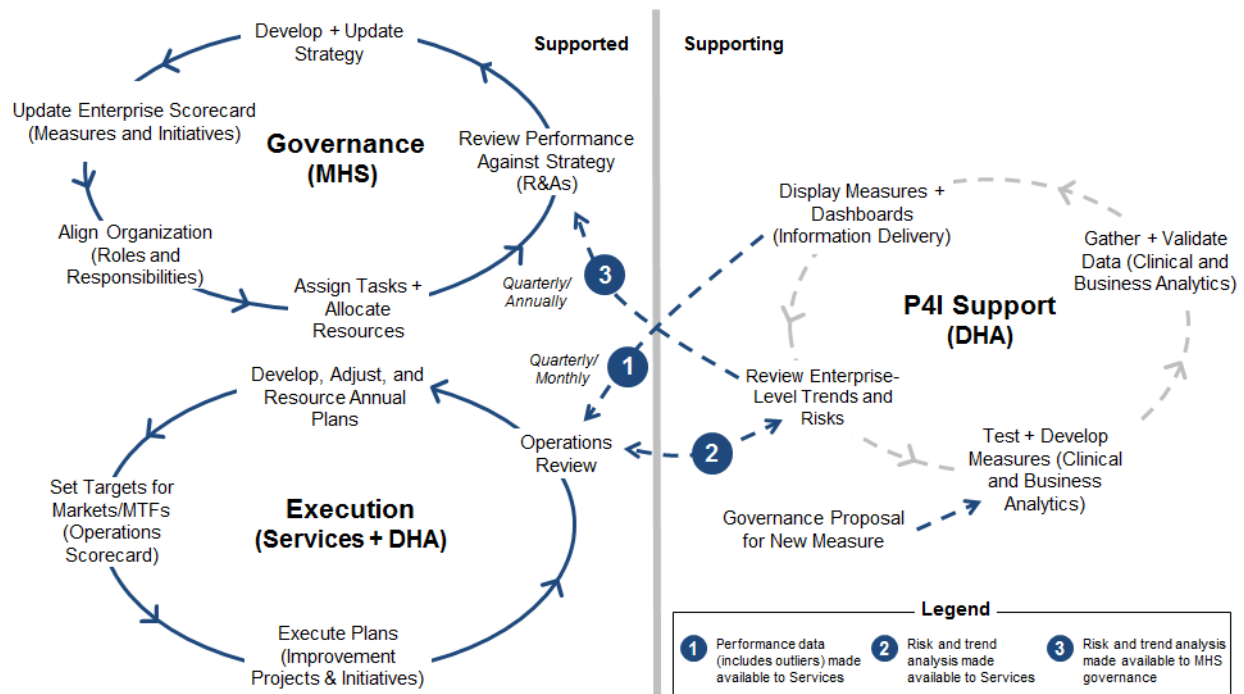 Supported
Supporting
Develop + Update
Strategy
Update Enterprise Scorecard
(Measures and Initiatives)
Governance
(MHS)
Review Performance
Against Strategy
(R&As)
Align Organization
(Roles and
Responsibilities)
Assign Tasks +
Allocate
Resources
Quarterly/
Annually
3
Display Measures +
Dashboards
(Information Delivery)
Gather + Validate
Data (Clinical and
Business Analytics)
P4I Support
(DHA)
Quarterly/
Monthly
1
Review Enterprise-
Level Trends and
Risks
2
Test + Develop
Measures (Clinical
and Business
Analytics)
Governance Proposal
for New Measure
Develop, Adjust, and
Resource Annual
Plans
Operations
Review
Set Targets for
Markets/MTFs
(Operations
Scorecard)
Execution
(Services + DHA)
Execute Plans
(Improvement
Projects & Initiatives)
Legend
1
Performance data
(includes outliers) made
available to Services
2
Risk and trend
analysis made
available to Services
3
Risk and trend analysis
made available to MHS
governance